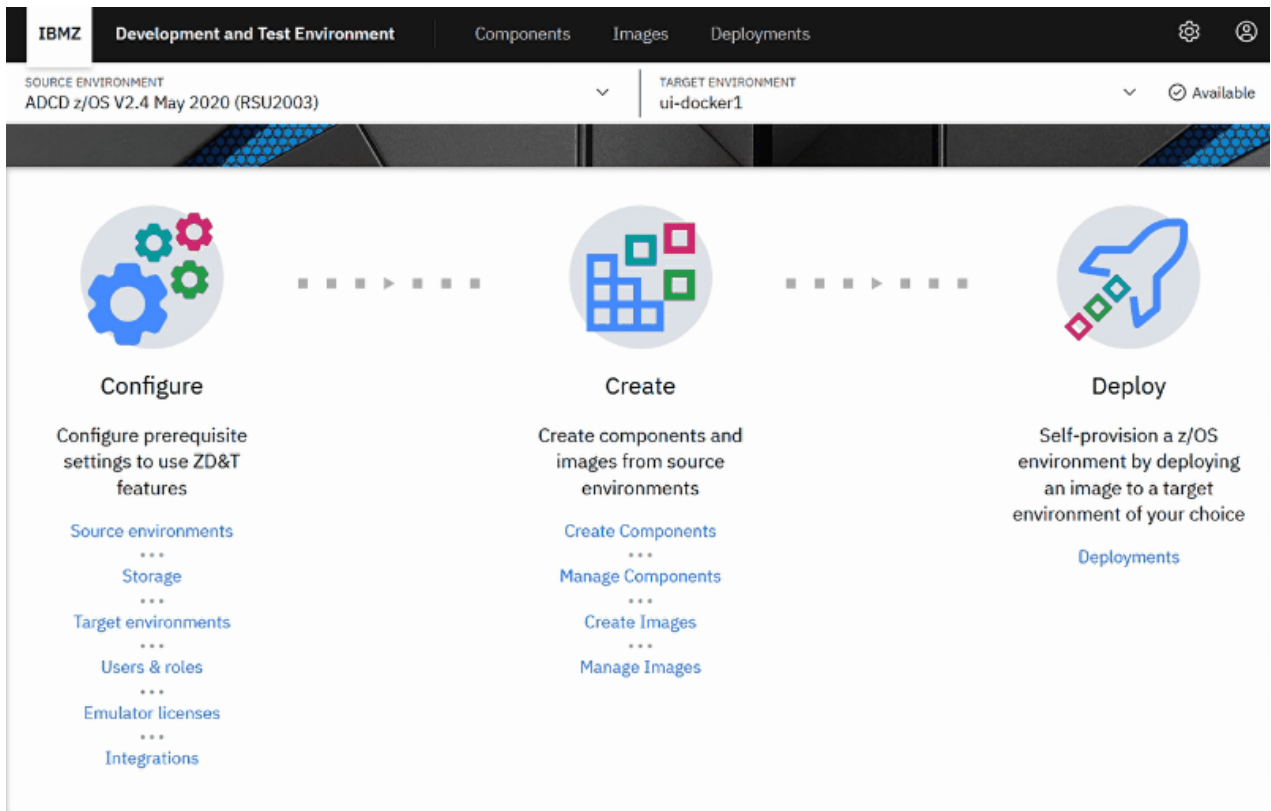 IBMZ Development and Test Environment Components Images Deployments
SOURCE ENVIRONMENT
ADCD z/OS V2.4 May 2020 (RSU2003)
TARGET ENVIRONMENT
ui-docker1
Available
Configure
Configure prerequisite
settings to use ZD&T
features
Source environments
Storage
Target environments
Users & roles
Emulator licenses
Integrations
Create
Create components and
images from source
environments
Create Components
Manage Components
Create Images
Manage Images
Deploy
Self-provision a z/OS
environment by deploying
an image to a target
environment of your choice
Deployments